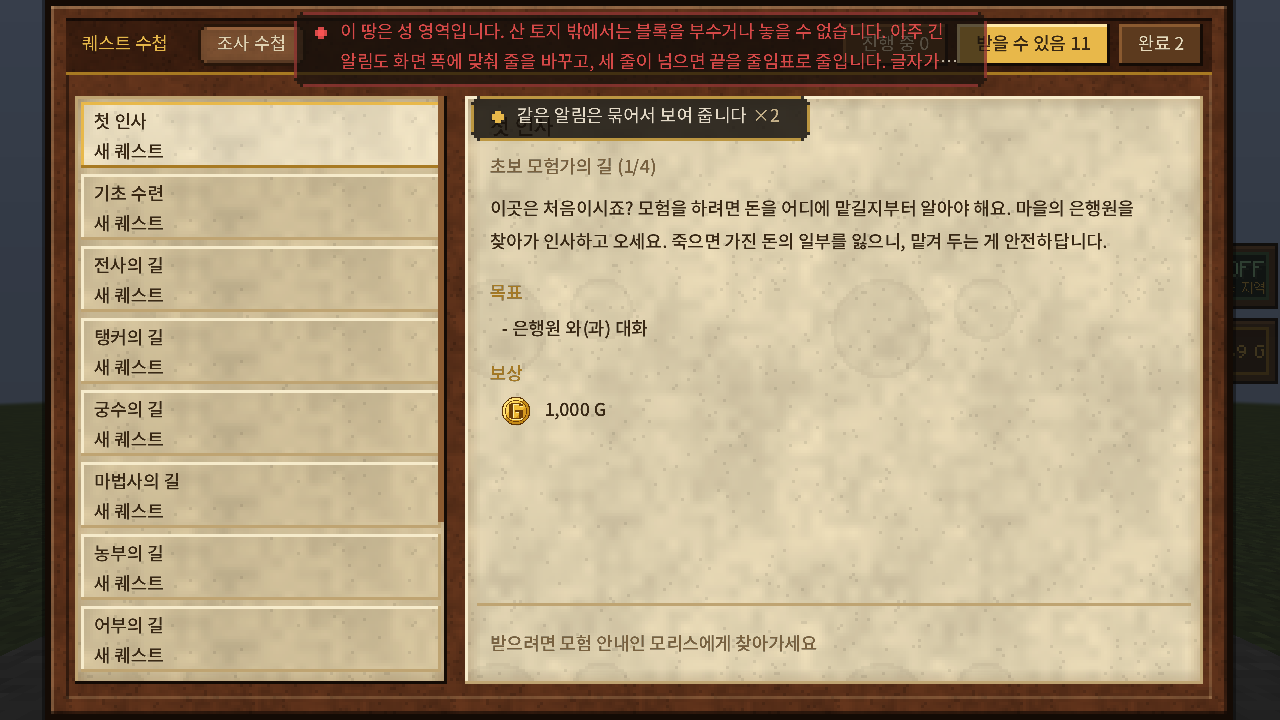 퀘스트 수첩
조사 수첩
이 땅은 성 영역입니다. 산 토지 밖에서는 블록을 부수거나 놓을 수 없습니다. 아주 긴
알림도 화면 폭에 맞춰 줄을 바꾸고, 세 줄이 넘으면 끝을 줄임표로 줄입니다. 글자가…
진행 중 0
받을 수 있음 11
완료 2
첫 인사
새 퀘스트
기초 수련
새 퀘스트
전사의 길
새 퀘스트
탱커의 길
새 퀘스트
궁수의 길
새 퀘스트
마법사의 길
새 퀘스트
농부의 길
새 퀘스트
어부의 길
새 퀘스트
같은 알림은 묶어서 보여 줍니다 ×2
첫 인사
초보 모험가의 길 (1/4)
이곳은 처음이시죠? 모험을 하려면 돈을 어디에 맡길지부터 알아야 해요. 마을의 은행원을
찾아가 인사하고 오세요. 죽으면 가진 돈의 일부를 잃으니, 맡겨 두는 게 안전하답니다.
목표
- 은행원 와(과) 대화
보상
G 1,000 G
받으려면 모험 안내인 모리스에게 찾아가세요
OFF
지역
9 G